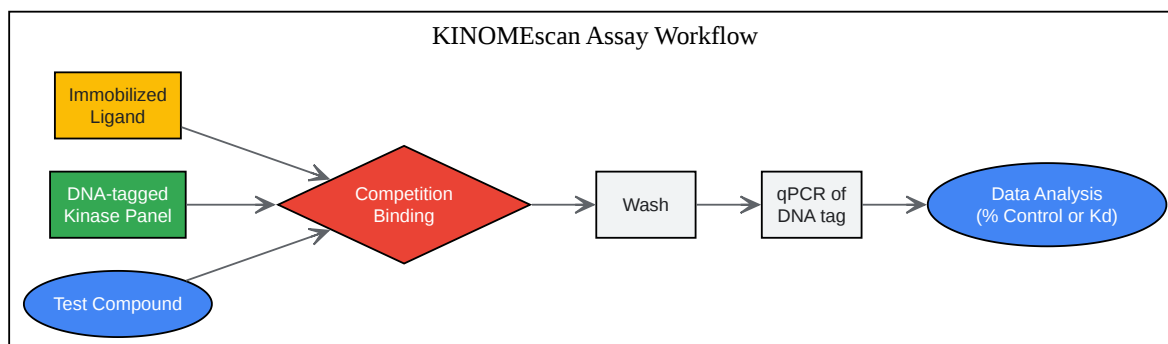 KINOMEscan Assay Workflow
Immobilized
Ligand
DNA-tagged
Kinase Panel
Test Compound
Competition
Binding
Wash
qPCR of
DNA tag
Data Analysis
(% Control or Kd)